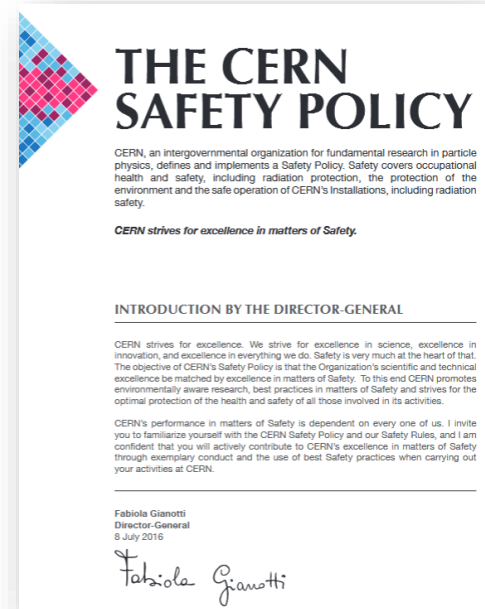 THE CERN
SAFETY POLICY
CERN, an intergovernmental organization for fundamental research in particle
physics, defines and implements a Safety Policy. Safety covers occupational
health and safety, including radiation protection, the protection of the
environment and the safe operation of CERN's Installations, including radiation
safety.
CERN strives for excellence in matters of Safety.
INTRODUCTION BY THE DIRECTOR-GENERAL
CERN strives for excellence. We strive for excellence in science, excellence in
innovation, and excellence in everything we do. Safety is very much at the heart of that.
The objective of CERN's Safety Policy is that the Organization's scientific and technical
excellence be matched by excellence in matters of Safety. To this end CERN promotes
environmentally aware research, best practices in matters of Safety and strives for the
optimal protection of the health and safety of all those involved in its activities.
CERN's performance in matters of Safety is dependent on every one of us. I invite
you to familiarize yourself with the CERN Safety Policy and our Safety Rules, and I am
confident that you will actively contribute to CERN's excellence in matters of Safety
through exemplary conduct and the use of best Safety practices when carrying out
your activities at CERN.
Fabiola Gianotti
Director-General
8 July 2016
Fabiola Gianotti